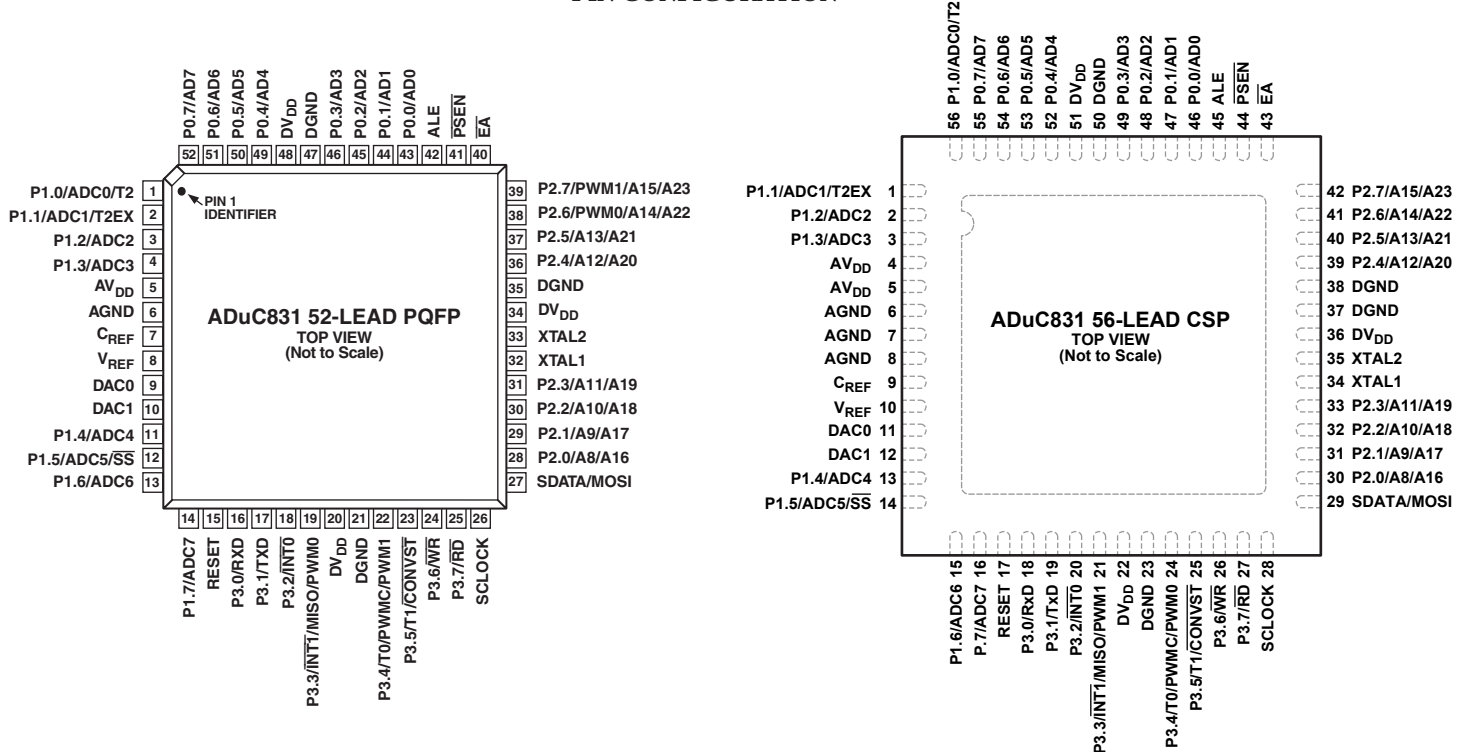 P0.7/AD7
P0.6/AD6
P0.5/AD5
P0.4/AD4
DVDD
DGND
P0.3/AD3
P0.2/AD2
P0.1/AD1
P0.0/AD0
ALE
PSEN
EA
52 51 50 49 48 47 46 45 44 43 42 41 40
P1.0/ADC0/T2 1
P1.1/ADC1/T2EX 2
P1.2/ADC2 3
P1.3/ADC3 4
AVDD 5
AGND 6
CREF 7
VREF 8
DAC0 9
DAC1 10
P1.4/ADC4 11
P1.5/ADC5/SS 12
P1.6/ADC6 13
PIN 1
IDENTIFIER
ADuC831 52-LEAD PQFP
TOP VIEW
(Not to Scale)
39 P2.7/PWM1/A15/A23
38 P2.6/PWM0/A14/A22
37 P2.5/A13/A21
36 P2.4/A12/A20
35 DGND
34 DVDD
33 XTAL2
32 XTAL1
31 P2.3/A11/A19
30 P2.2/A10/A18
29 P2.1/A9/A17
28 P2.0/A8/A16
27 SDATA/MOSI
14 15 16 17 18 19 20 21 22 23 24 25 26
P1.7/ADC7
RESET
P3.0/RXD
P3.1/TXD
P3.2/INT0
P3.3/INT1/MISO/PWM0
DVDD
DGND
P3.4/T0/PWMC/PWM1
P3.5/T1/CONVST
P3.6/WR
P3.7/RD
SCLOCK
56 P1.0/ADC0/T2
55 P0.7/AD7
54 P0.6/AD6
53 P0.5/AD5
52 P0.4/AD4
51 DVDD
50 DGND
49 P0.3/AD3
48 P0.2/AD2
47 P0.1/AD1
46 P0.0/AD0
45 ALE
44 PSEN
43 EA
P1.1/ADC1/T2EX 1
P1.2/ADC2 2
P1.3/ADC3 3
AVDD 4
AVDD 5
AGND 6
AGND 7
AGND 8
CREF 9
VREF 10
DAC0 11
DAC1 12
P1.4/ADC4 13
P1.5/ADC5/SS 14
ADuC831 56-LEAD CSP
TOP VIEW
(Not to Scale)
42 P2.7/A15/A23
41 P2.6/A14/A22
40 P2.5/A13/A21
39 P2.4/A12/A20
38 DGND
37 DGND
36 DVDD
35 XTAL2
34 XTAL1
33 P2.3/A11/A19
32 P2.2/A10/A18
31 P2.1/A9/A17
30 P2.0/A8/A16
29 SDATA/MOSI
P1.6/ADC6 15
P.7/ADC7 16
RESET 17
P3.0/RxD 18
P3.1/TxD 19
P3.2/INT0 20
P3.3/INT1/MISO/PWM1 21
DVDD 22
DGND 23
P3.4/T0/PWMC/PWM0 24
P3.5/T1/CONVST 25
P3.6/WR 26
P3.7/RD 27
SCLOCK 28